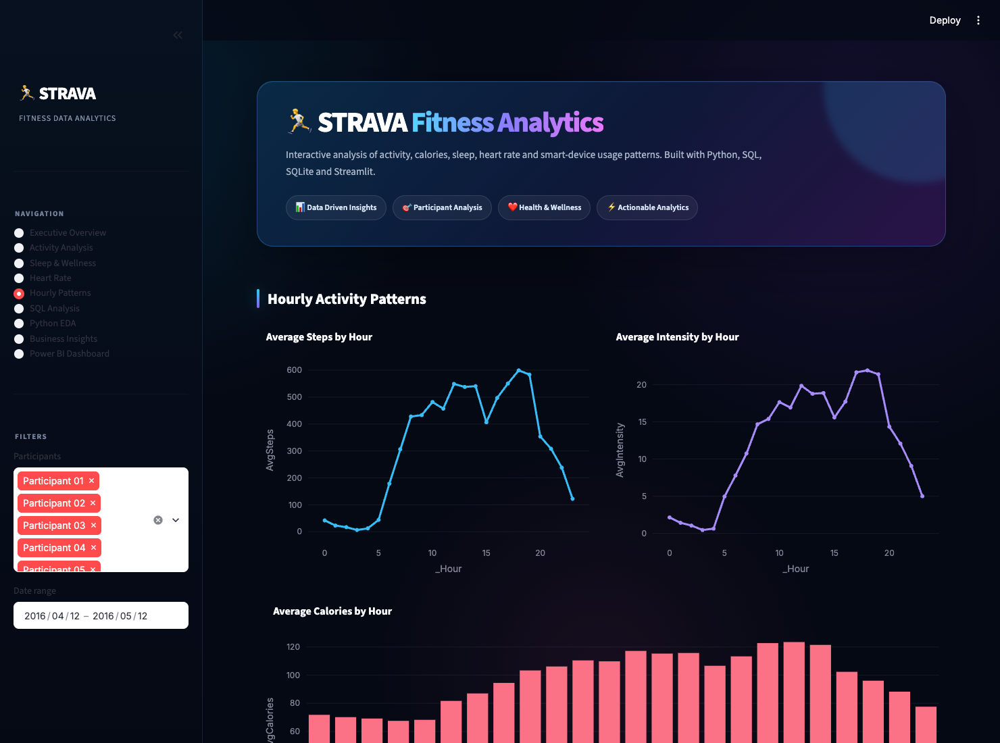 Deploy
STRAVA
FITNESS DATA ANALYTICS
NAVIGATION
Executive Overview
Activity Analysis
Sleep & Wellness
Heart Rate
Hourly Patterns
SQL Analysis
Python EDA
Business Insights
Power BI Dashboard
FILTERS
Participants
Participant 01 ×
Participant 02 ×
Participant 03 ×
Participant 04 ×
Participant 05 ×
Date range
2016/04/12 – 2016/05/12
STRAVA Fitness Analytics
Interactive analysis of activity, calories, sleep, heart rate and smart-device usage patterns. Built with Python, SQL,
SQLite and Streamlit.
Data Driven Insights
Participant Analysis
Health & Wellness
Actionable Analytics
Hourly Activity Patterns
Average Steps by Hour
600
500
400
300
200
100
0
AvgSteps
0 5 10 15 20
_Hour
Average Intensity by Hour
20
15
10
5
0
AvgIntensity
0 5 10 15 20
_Hour
Average Calories by Hour
120
100
80
60